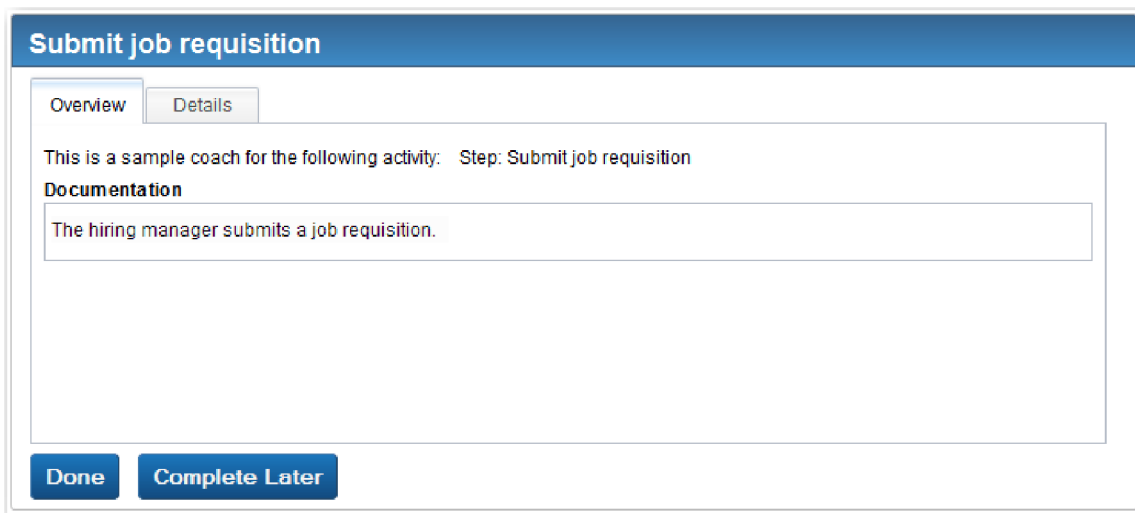 Submit job requisition
Overview Details
This is a sample coach for the following activity: Step: Submit job requisition
Documentation
The hiring manager submits a job requisition.
Done Complete Later